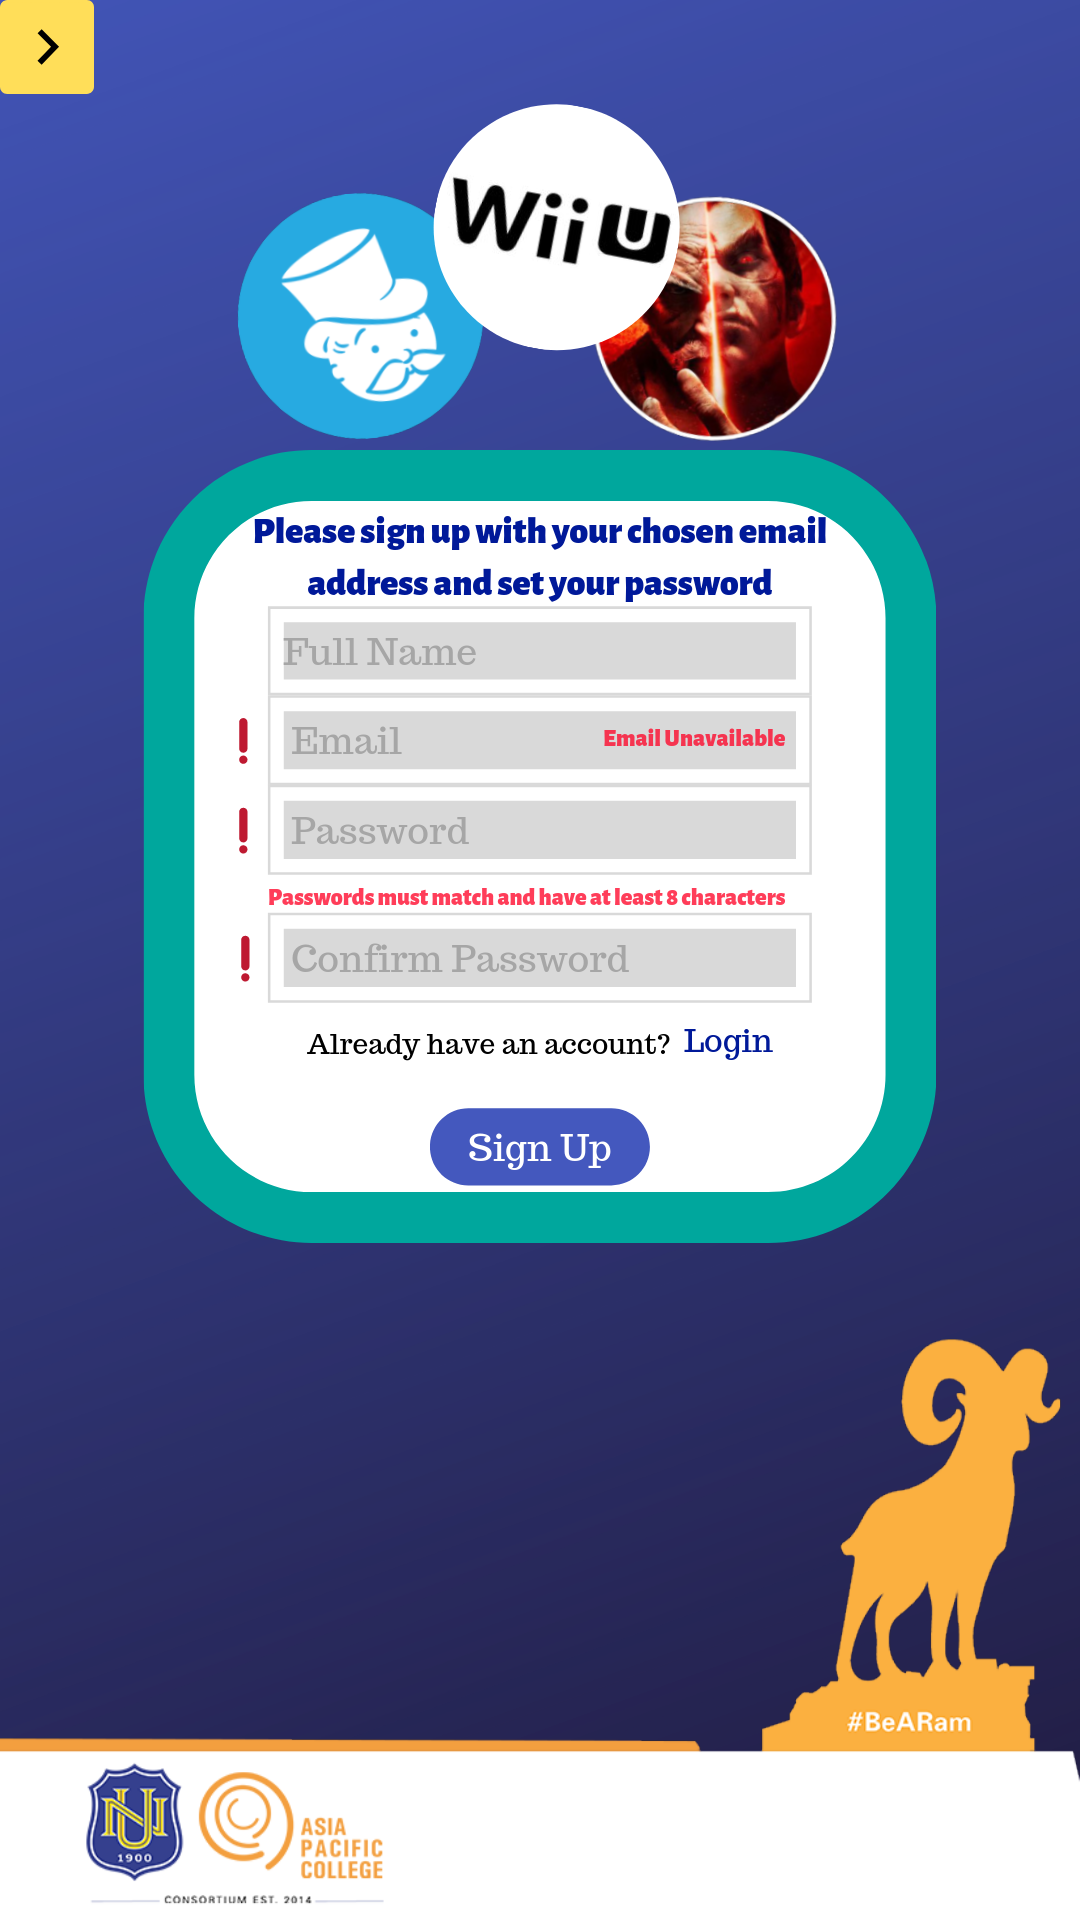 Wii U
Please sign up with your chosen email
address and set your password
Full Name
Email
Email Unavailable
Password
Passwords must match and have at least 8 characters
Confirm Password
Already have an account? Login
Sign Up
#BeARam
NU
1900
ASIA
PACIFIC
COLLEGE
CONSORTIUM EST. 2014